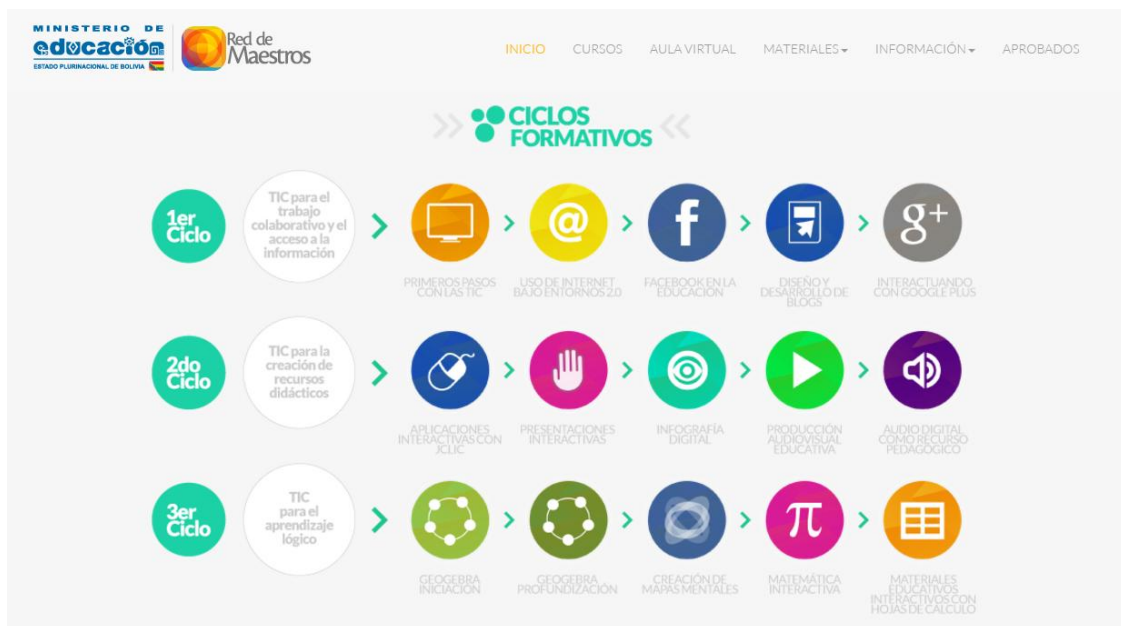 MINISTERIO DE
educación
ESTADO PLURINACIONAL DE BOLIVIA
Red de
Maestros
INICIO CURSOS AULA VIRTUAL MATERIALES INFORMACIÓN APROBADOS
CICLOS
FORMATIVOS
1er
Ciclo
TIC para el
trabajo
colaborativo y el
acceso a la
información
@
f
g+
PRIMEROS PASOS
CON LAS TIC
USO DE INTERNET
BAJO ENTORNOS 2.0
FACEBOOK EN LA
EDUCACIÓN
DISEÑO Y
DESARROLLO DE
BLOGS
INTERACTUANDO
CON GOOGLE PLUS
2do
Ciclo
TIC para la
creación de
recursos
didácticos
APLICACIONES
INTERACTIVAS CON
JCLIC
PRESENTACIONES
INTERACTIVAS
INFOGRAFÍA
DIGITAL
PRODUCCIÓN
AUDIOVISUAL
EDUCATIVA
AUDIO DIGITAL
COMO RECURSO
PEDAGÓGICO
3er
Ciclo
TIC
para el
aprendizaje
lógico
π
GEOGEBRA
INICIACIÓN
GEOGEBRA
PROFUNDIZACIÓN
CREACIÓN DE
MAPAS MENTALES
MATEMÁTICA
INTERACTIVA
MATERIALES
EDUCATIVOS
INTERACTIVOS CON
HOJAS DE CÁLCULO